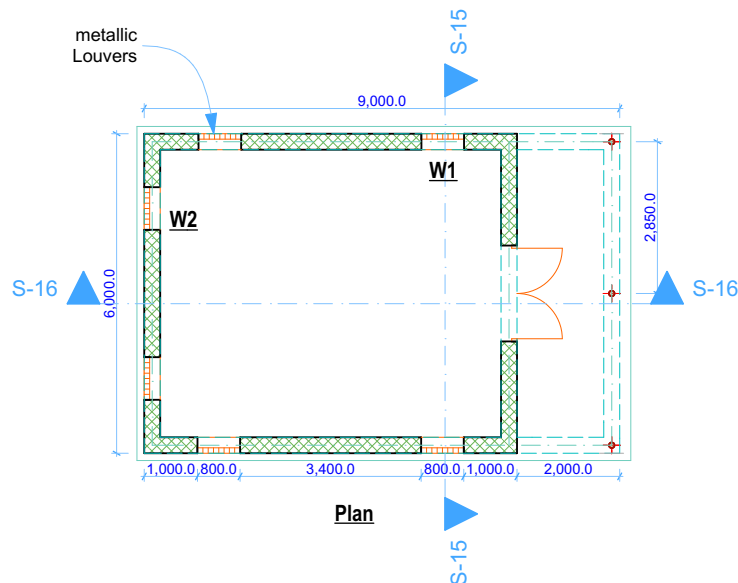 S-15
metallic
Louvers
9,000.0
W1
W2
2,850.0
S-16
6,000.0
S-16
1,000.0
800.0
3,400.0
800.0
1,000.0
2,000.0
Plan
S-15